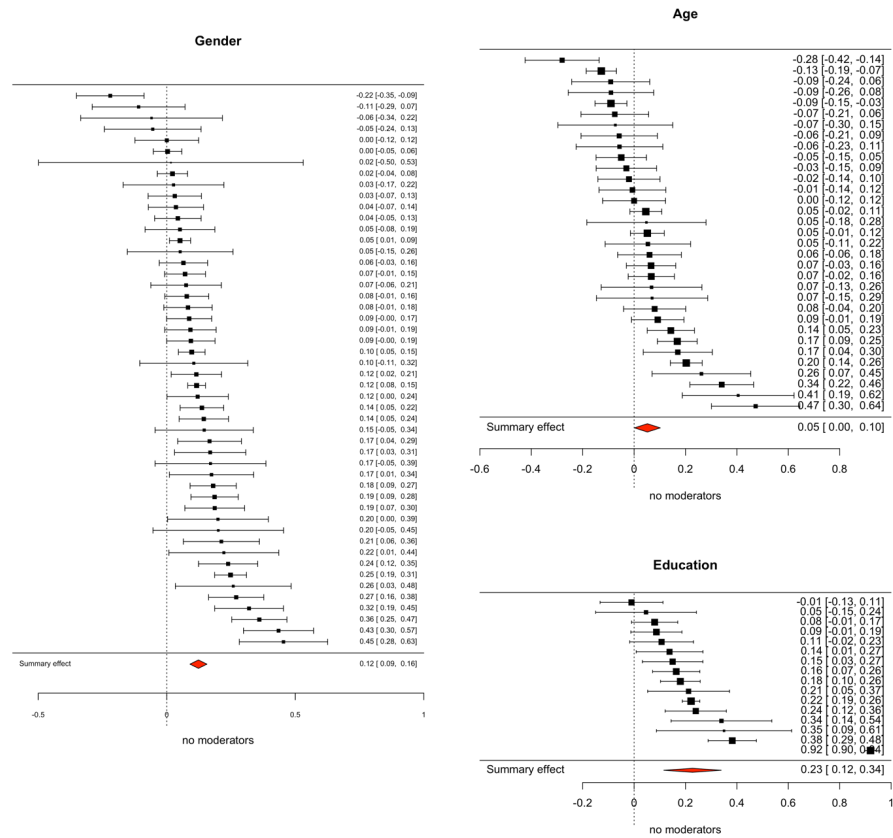 Gender
-0.22 [-0.35, -0.09]
-0.11 [-0.29, 0.07]
-0.06 [-0.34, 0.22]
-0.05 [-0.24, 0.13]
0.00 [-0.12, 0.12]
0.00 [-0.05, 0.06]
0.02 [-0.50, 0.53]
0.02 [-0.04, 0.08]
0.03 [-0.17, 0.22]
0.03 [-0.07, 0.13]
0.04 [-0.07, 0.14]
0.04 [-0.05, 0.13]
0.05 [-0.08, 0.19]
0.05 [ 0.01, 0.09]
0.05 [-0.15, 0.26]
0.06 [-0.03, 0.16]
0.07 [-0.01, 0.15]
0.07 [-0.06, 0.21]
0.08 [-0.01, 0.16]
0.08 [-0.01, 0.18]
0.09 [-0.00, 0.17]
0.09 [-0.01, 0.19]
0.09 [-0.00, 0.19]
0.10 [ 0.05, 0.15]
0.10 [-0.11, 0.32]
0.12 [ 0.02, 0.21]
0.12 [ 0.08, 0.15]
0.12 [ 0.00, 0.24]
0.14 [ 0.05, 0.22]
0.14 [ 0.05, 0.24]
0.15 [-0.05, 0.34]
0.17 [ 0.04, 0.29]
0.17 [ 0.03, 0.31]
0.17 [-0.05, 0.39]
0.17 [ 0.01, 0.34]
0.18 [ 0.09, 0.27]
0.19 [ 0.09, 0.28]
0.19 [ 0.07, 0.30]
0.20 [ 0.00, 0.39]
0.20 [-0.05, 0.45]
0.21 [ 0.06, 0.36]
0.22 [ 0.01, 0.44]
0.24 [ 0.12, 0.35]
0.25 [ 0.19, 0.31]
0.26 [ 0.03, 0.48]
0.27 [ 0.16, 0.38]
0.32 [ 0.19, 0.45]
0.36 [ 0.25, 0.47]
0.43 [ 0.30, 0.57]
0.45 [ 0.28, 0.63]
Summary effect 0.12 [ 0.09, 0.16]
-0.5 0 0.5 1
no moderators
Age
-0.28 [-0.42, -0.14]
-0.13 [-0.19, -0.07]
-0.09 [-0.24, 0.06]
-0.09 [-0.26, 0.08]
-0.09 [-0.15, -0.03]
-0.07 [-0.21, 0.06]
-0.07 [-0.30, 0.15]
-0.06 [-0.21, 0.09]
-0.06 [-0.23, 0.11]
-0.05 [-0.15, 0.05]
-0.03 [-0.15, 0.09]
-0.02 [-0.14, 0.10]
-0.01 [-0.14, 0.12]
0.00 [-0.12, 0.12]
0.05 [-0.02, 0.11]
0.05 [-0.18, 0.28]
0.05 [-0.01, 0.12]
0.05 [-0.11, 0.22]
0.06 [-0.06, 0.18]
0.07 [-0.03, 0.16]
0.07 [-0.02, 0.16]
0.07 [-0.13, 0.26]
0.07 [-0.15, 0.29]
0.08 [-0.04, 0.20]
0.09 [-0.01, 0.19]
0.14 [ 0.05, 0.23]
0.17 [ 0.09, 0.25]
0.17 [ 0.04, 0.30]
0.20 [ 0.14, 0.26]
0.26 [ 0.07, 0.45]
0.34 [ 0.22, 0.46]
0.41 [ 0.19, 0.62]
0.47 [ 0.30, 0.64]
Summary effect 0.05 [ 0.00, 0.10]
-0.6 -0.4 -0.2 0 0.2 0.4 0.6 0.8
no moderators
Education
-0.01 [-0.13, 0.11]
0.05 [-0.15, 0.24]
0.08 [-0.01, 0.17]
0.09 [-0.01, 0.19]
0.11 [-0.02, 0.23]
0.14 [ 0.01, 0.27]
0.15 [ 0.03, 0.27]
0.16 [ 0.07, 0.26]
0.18 [ 0.10, 0.26]
0.21 [ 0.05, 0.37]
0.22 [ 0.19, 0.26]
0.24 [ 0.12, 0.36]
0.34 [ 0.14, 0.54]
0.35 [ 0.09, 0.61]
0.38 [ 0.29, 0.48]
0.92 [ 0.90,
Summary effect 0.23 [ 0.12, 0.34]
-0.2 0 0.2 0.4 0.6 0.8 1
no moderators